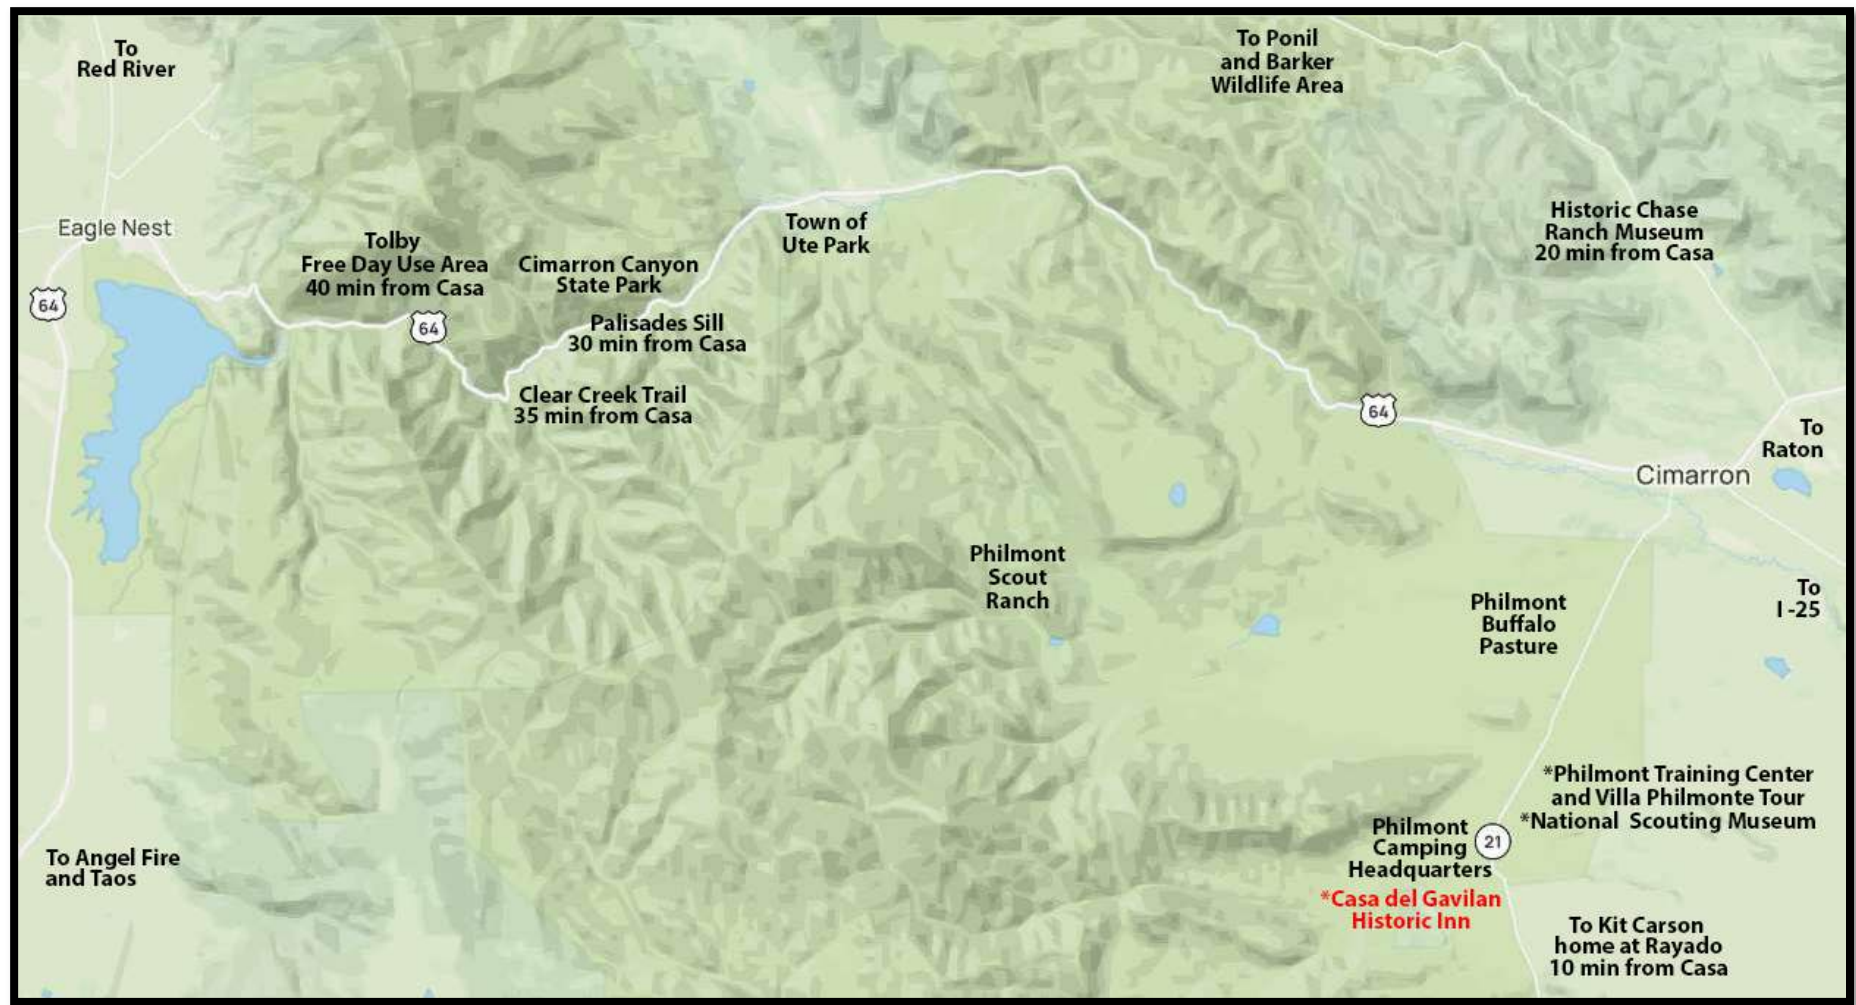 To
Red River
To Ponil
and Barker
Wildlife Area
Eagle Nest
64
Tolby
Free Day Use Area
40 min from Casa
64
Cimarron Canyon
State Park
Palisades Sill
30 min from Casa
Clear Creek Trail
35 min from Casa
Town of
Ute Park
Historic Chase
Ranch Museum
20 min from Casa
64
To
Raton
Cimarron
Philmont
Scout
Ranch
Philmont
Buffalo
Pasture
To
I -25
*Philmont Training Center
and Villa Philmonte Tour
*National Scouting Museum
Philmont
Camping
Headquarters
21
*Casa del Gavilan
Historic Inn
To Angel Fire
and Taos
To Kit Carson
home at Rayado
10 min from Casa